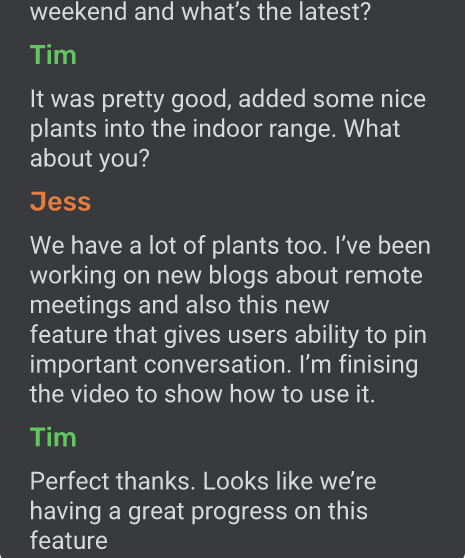 weekend and what's the latest?
Tim
It was pretty good, added some nice
plants into the indoor range. What
about you?
Jess
We have a lot of plants too. I've been
working on new blogs about remote
meetings and also this new
feature that gives users ability to pin
important conversation. I'm finising
the video to show how to use it.
Tim
Perfect thanks. Looks like we're
having a great progress on this
feature